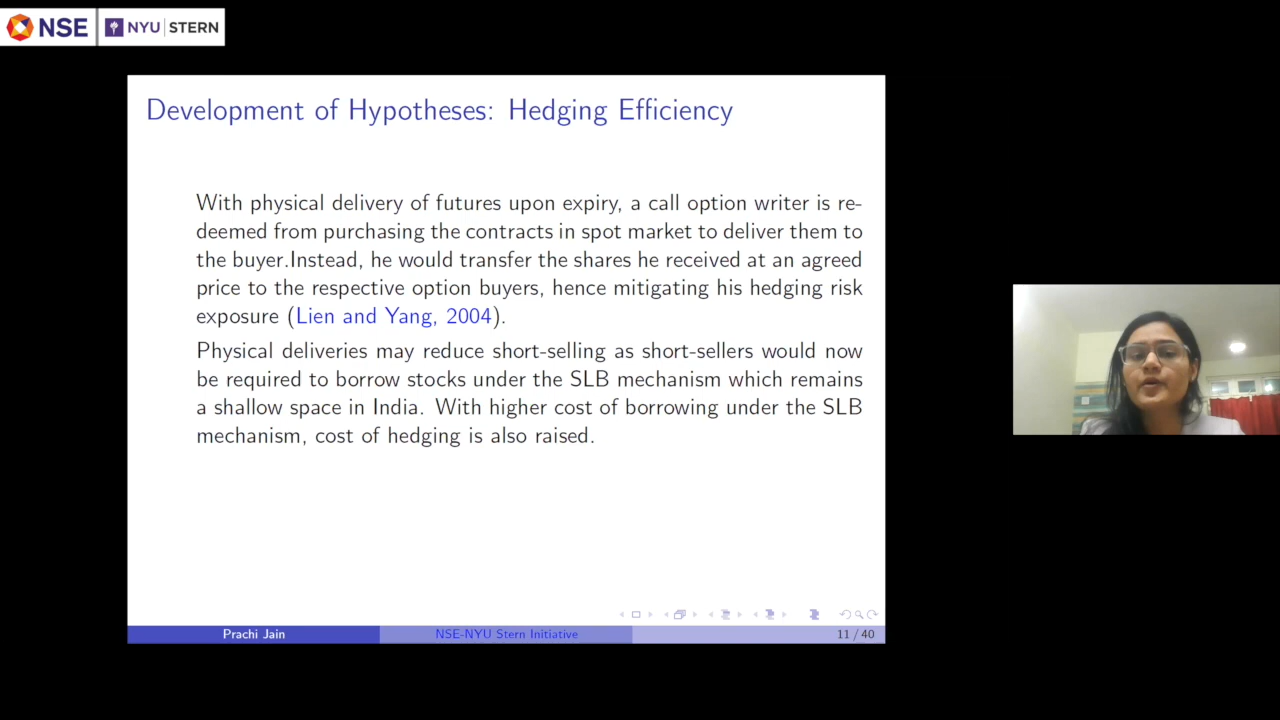 NSE NYU STERN
Development of Hypotheses: Hedging Efficiency
With physical delivery of futures upon expiry, a call option writer is re-
deemed from purchasing the contracts in spot market to deliver them to
the buyer.Instead, he would transfer the shares he received at an agreed
price to the respective option buyers, hence mitigating his hedging risk
exposure (Lien and Yang, 2004).
Physical deliveries may reduce short-selling as short-sellers would now
be required to borrow stocks under the SLB mechanism which remains
a shallow space in India. With higher cost of borrowing under the SLB
mechanism, cost of hedging is also raised.
Prachi Jain NSE-NYU Stern Initiative 11 / 40